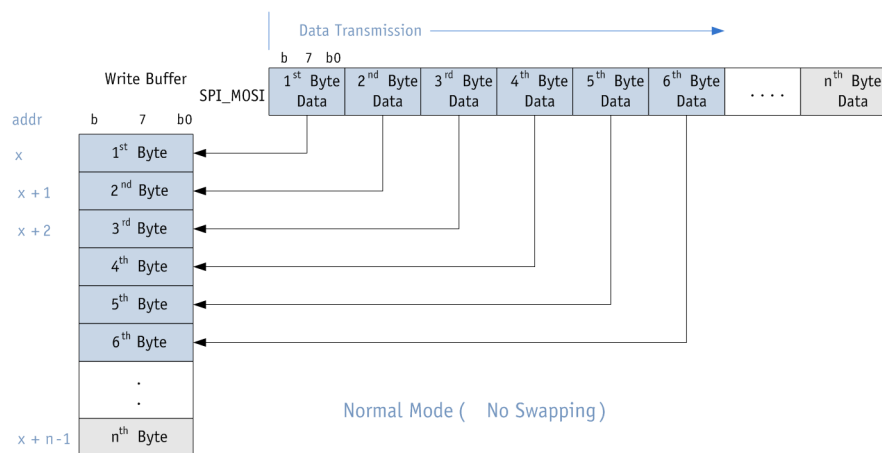 Data Transmission
b 7 b0
Write Buffer
SPI_MOSI
1st Byte Data
2nd Byte Data
3rd Byte Data
4th Byte Data
5th Byte Data
6th Byte Data
....
nth Byte Data
addr
b 7 b0
x
1st Byte
x + 1
2nd Byte
x + 2
3rd Byte
4th Byte
5th Byte
6th Byte
.
.
Normal Mode ( No Swapping )
x + n-1
nth Byte